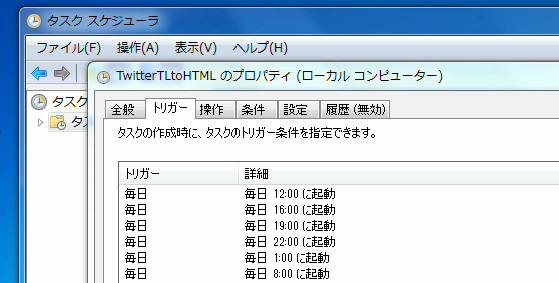 タスク スケジューラ
ファイル(F) 操作(A) 表示(V) ヘルプ(H)
TwitterTLtoHTML のプロパティ (ローカル コンピューター)
タスク
タス
全般 トリガー 操作 条件 設定 履歴 (無効)
タスクの作成時に、タスクのトリガー条件を指定できます。
トリガー 詳細
毎日 毎日 12:00 に起動
毎日 毎日 16:00 に起動
毎日 毎日 19:00 に起動
毎日 毎日 22:00 に起動
毎日 毎日 1:00 に起動
毎日 毎日 8:00 に起動